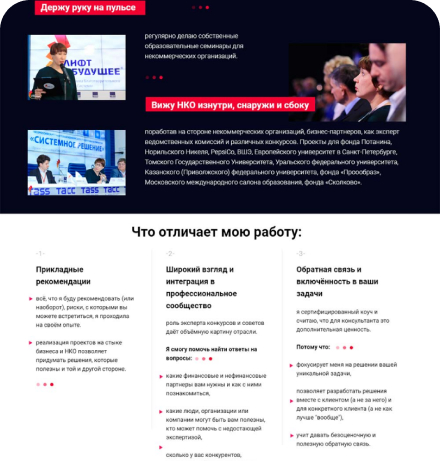 Держу руку на пульсе
регулярно делаю собственные
образовательные семинары для
некоммерческих организаций.
ЛИФТ
БУДУЩЕЕ
Вижу НКО изнутри, снаружи и сбоку
поработав на стороне некоммерческих организаций, бизнес-партнеров, как эксперт
ведомственных комиссий и различных конкурсов. Проекты для фонда Потанина,
Норильского Никеля, PepsiCo, ВШЭ, Европейского университет в Санкт-Петербурге,
Томского Государственного Университета, Уральского федерального университета,
Казанского (Приволжского) федерального университета, фонда «Прообраз»,
Московского международного салона образования, фонда «Сколково».
«СИСТЕМНОЕ РЕШЕНИЕ»
ТАСС ТАСС
Что отличает мою работу:
-1-
Прикладные
рекомендации
всё, что я буду рекомендовать (или
наоборот), риски, с которыми вы
можете встретиться, я проходила
на своём опыте.
реализация проектов на стыке
бизнеса и НКО позволяет
придумать решения, которые
полезны и той и другой стороне.
-2-
Широкий взгляд и
интеграция в
профессиональное
сообщество
роль эксперта конкурсов и советов
даёт объёмную картину отрасли.
Я смогу помочь найти ответы на
вопросы:
какие финансовые и нефинансовые
партнеры вам нужны и как с ними
познакомиться,
какие люди, организации или
компании могут быть вам полезны,
кто может помочь с недостающей
экспертизой,
сколько у вас конкурентов,
-3-
Обратная связь и
включённость в ваши
задачи
я сертифицированный коуч и
считаю, что для консультанта это
дополнительная ценность.
Потому что:
фокусирует меня на решении вашей
уникальной задачи,
позволяет разработать решения
вместе с клиентом (а не за него) и
для конкретного клиента (а не как
лучше "вообще"),
учит давать безоценочную и
полезную обратную связь.